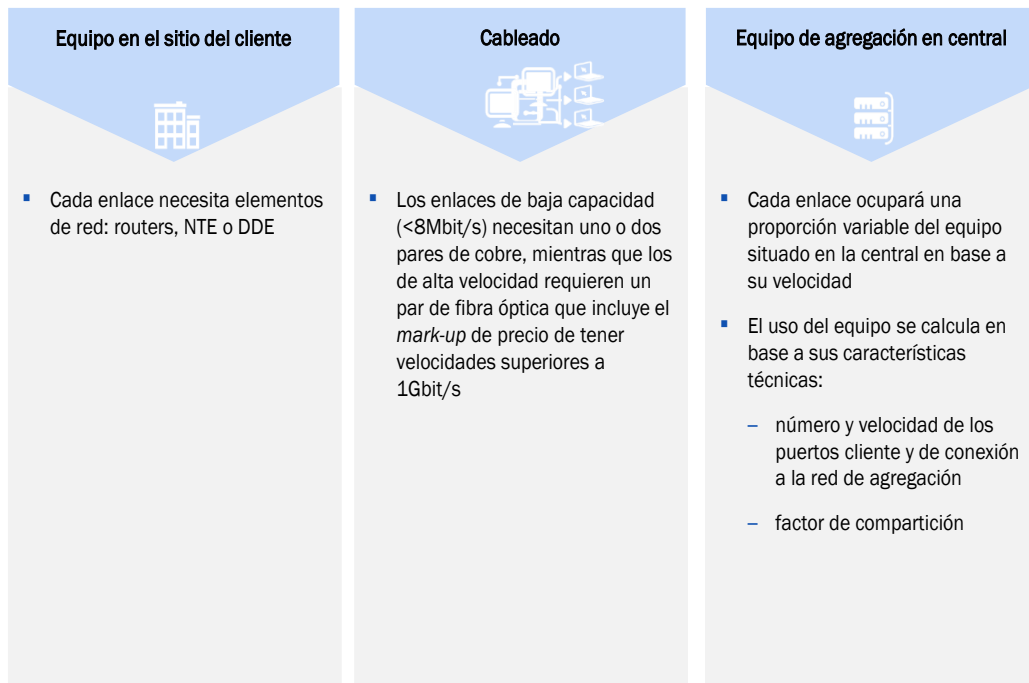 Equipo en el sitio del cliente
▪ Cada enlace necesita elementos
de red: routers, NTE o DDE
Cableado
▪ Los enlaces de baja capacidad
(<8Mbit/s) necesitan uno o dos
pares de cobre, mientras que los
de alta velocidad requieren un
par de fibra óptica que incluye el
mark-up de precio de tener
velocidades superiores a
1Gbit/s
Equipo de agregación en central
▪ Cada enlace ocupará una
proporción variable del equipo
situado en la central en base a
su velocidad
▪ El uso del equipo se calcula en
base a sus características
técnicas:
– número y velocidad de los
puertos cliente y de conexión
a la red de agregación
– factor de compartición